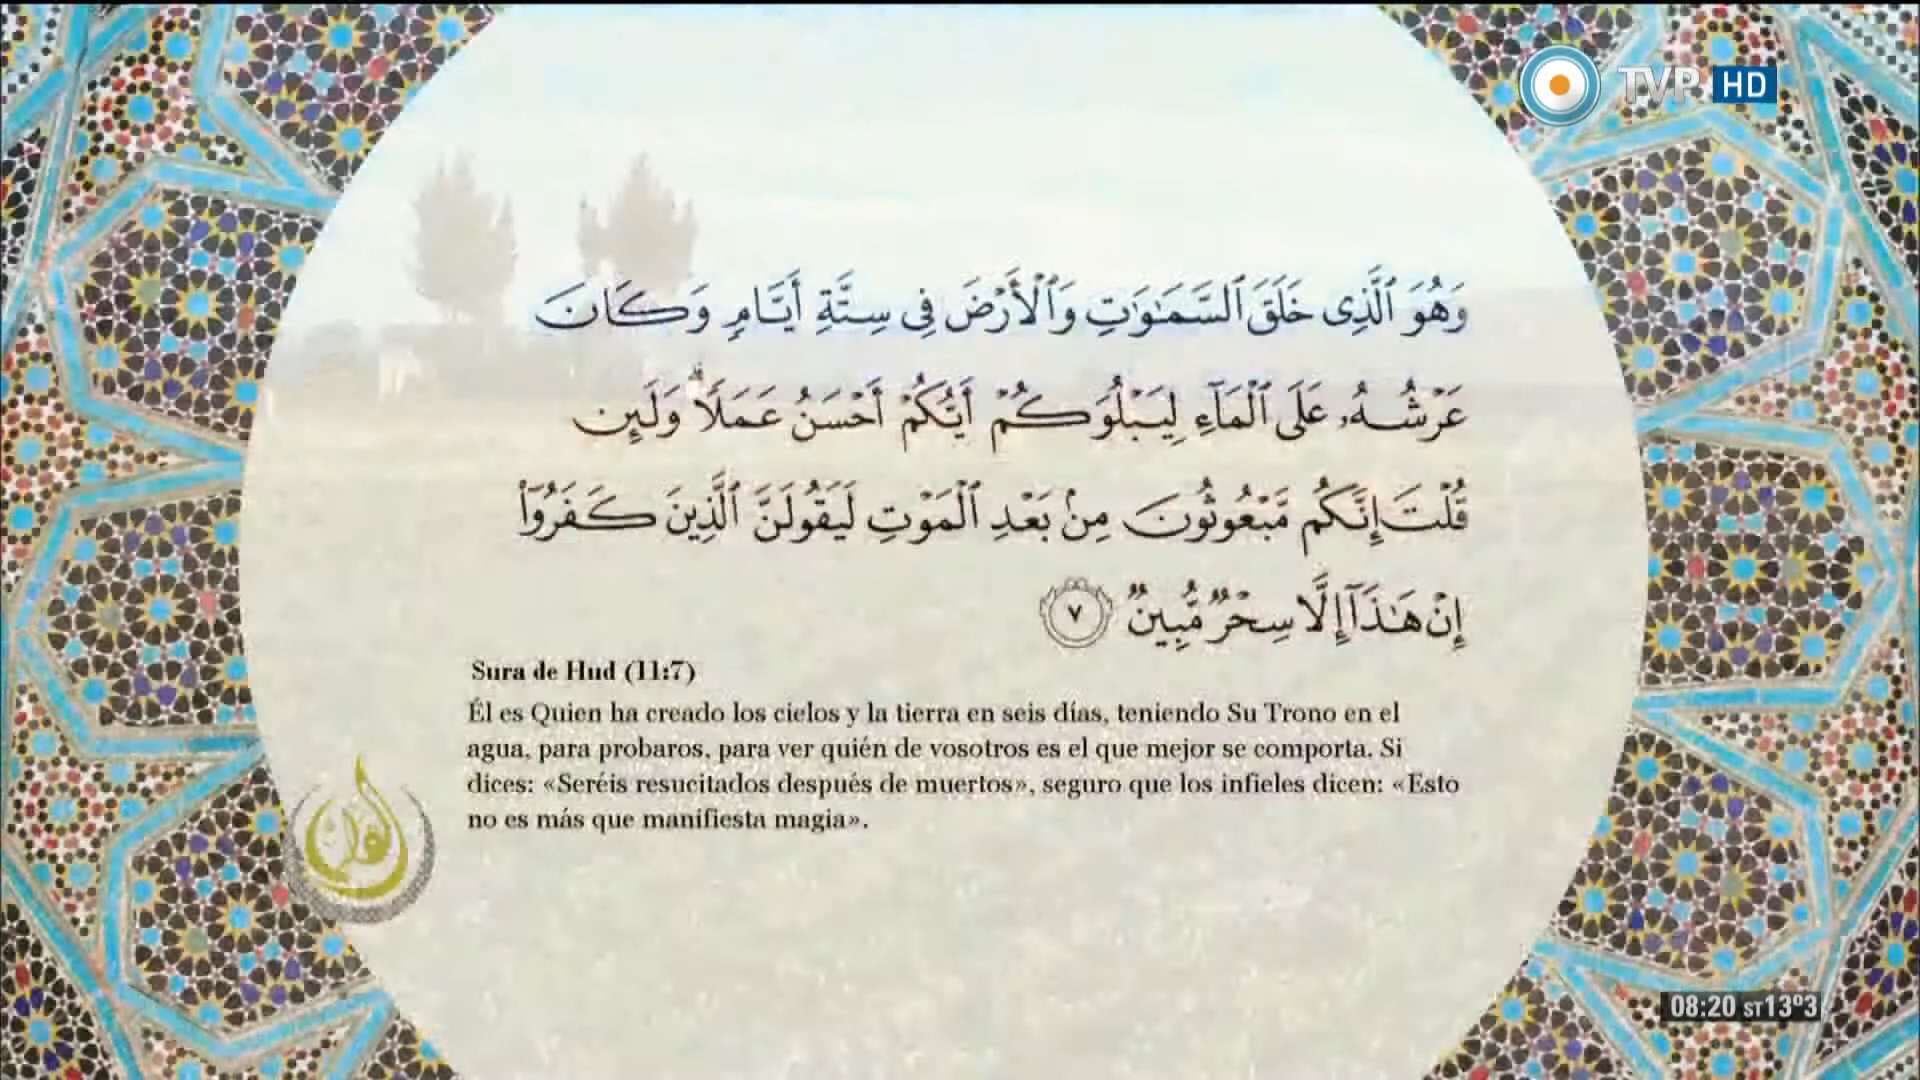 TVP HD
وَهُوَ ٱلَّذِى خَلَقَ ٱلسَّمَٰوَٰتِ وَٱلْأَرْضَ فِى سِتَّةِ أَيَّامٍ وَكَانَ
عَرْشُهُۥ عَلَى ٱلْمَآءِ لِيَبْلُوَكُمْ أَيُّكُمْ أَحْسَنُ عَمَلًا ۗ وَلَئِن
قُلْتَ إِنَّكُم مَّبْعُوثُونَ مِنۢ بَعْدِ ٱلْمَوْتِ لَيَقُولَنَّ ٱلَّذِينَ كَفَرُوٓا۟
إِنْ هَٰذَآ إِلَّا سِحْرٌ مُّبِينٌ ٧
Sura de Hud (11:7)
Él es Quien ha creado los cielos y la tierra en seis días, teniendo Su Trono en el
agua, para probaros, para ver quién de vosotros es el que mejor se comporta. Si
dices: «Seréis resucitados después de muertos», seguro que los infieles dicen: «Esto
no es más que manifiesta magia».
08:20 ST13º3